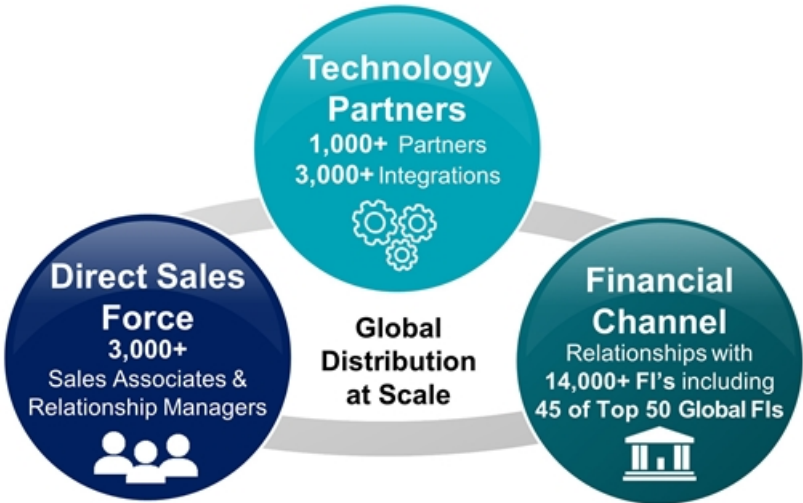 Technology
Partners
1,000+ Partners
3,000+ Integrations
Direct Sales
Force
3,000+
Sales Associates &
Relationship Managers
Global
Distribution
at Scale
Financial
Channel
Relationships with
14,000+ FI's including
45 of Top 50 Global FIs